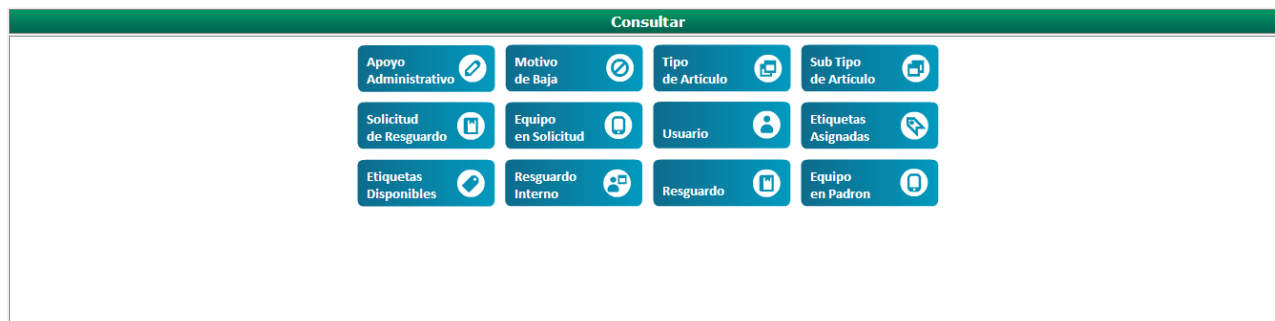 Consultar
Apoyo
Administrativo
Motivo
de Baja
Tipo
de Artículo
Sub Tipo
de Artículo
Solicitud
de Resguardo
Equipo
en Solicitud
Usuario
Etiquetas
Asignadas
Etiquetas
Disponibles
Resguardo
Interno
Resguardo
Equipo
en Padron